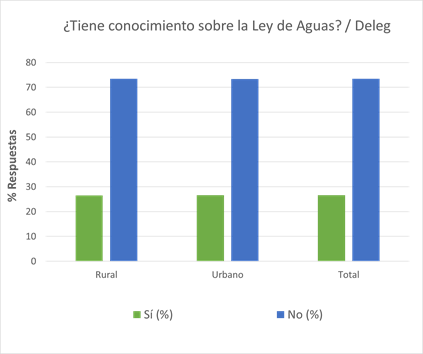 ¿Tiene conocimiento sobre la Ley de Aguas? / Deleg
% Respuestas
80
70
60
50
40
30
20
10
0
Rural Urbano Total
Sí (%) No (%)